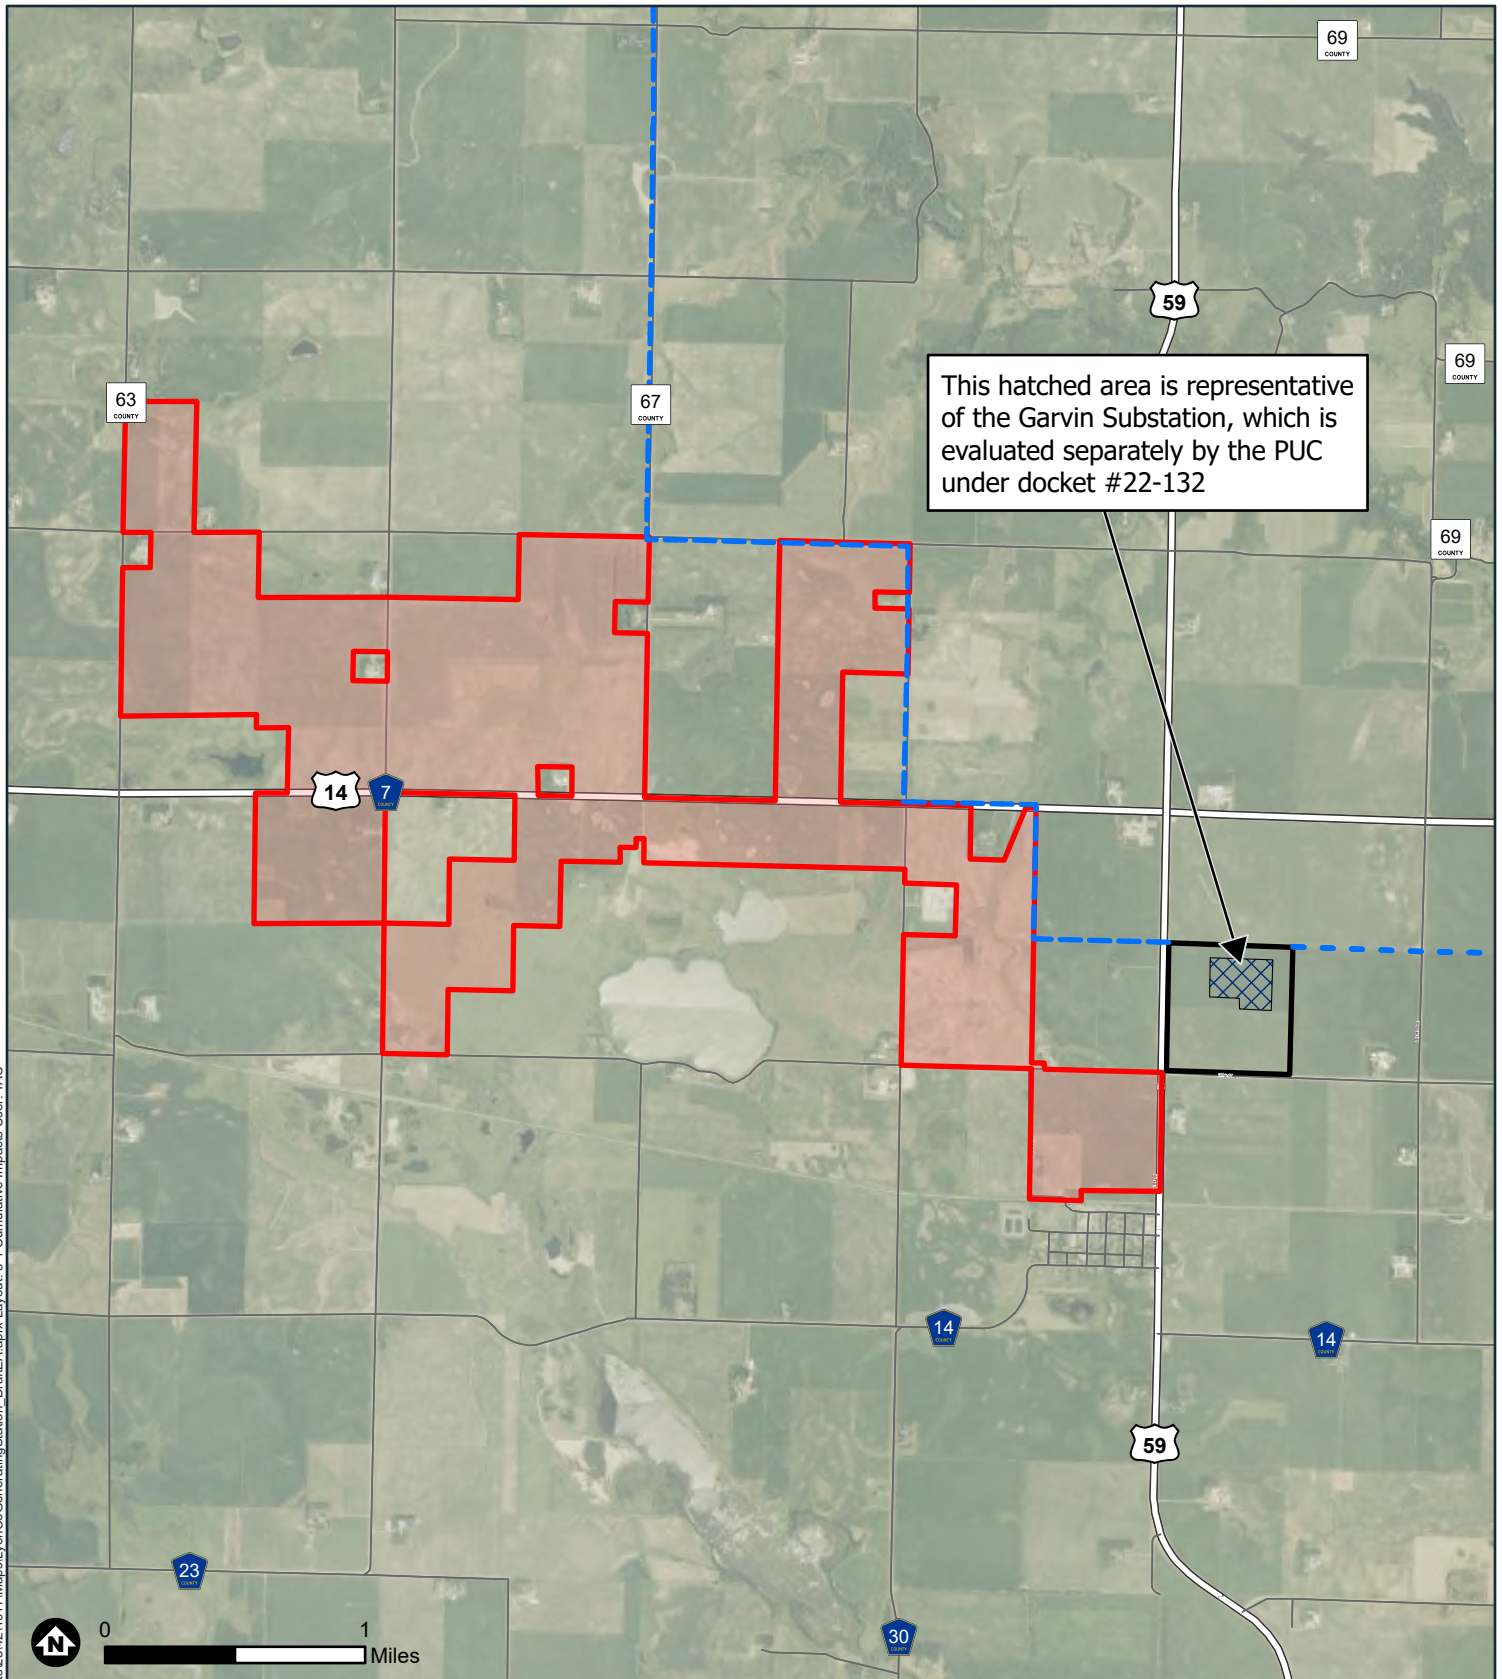 69
COUNTY
59
69
COUNTY
This hatched area is representative
of the Garvin Substation, which is
evaluated separately by the PUC
under docket #22-132
63
COUNTY
67
COUNTY
69
COUNTY
14
7
COUNTY
14
COUNTY
14
COUNTY
59
23
COUNTY
30
COUNTY
N
0
1
Miles